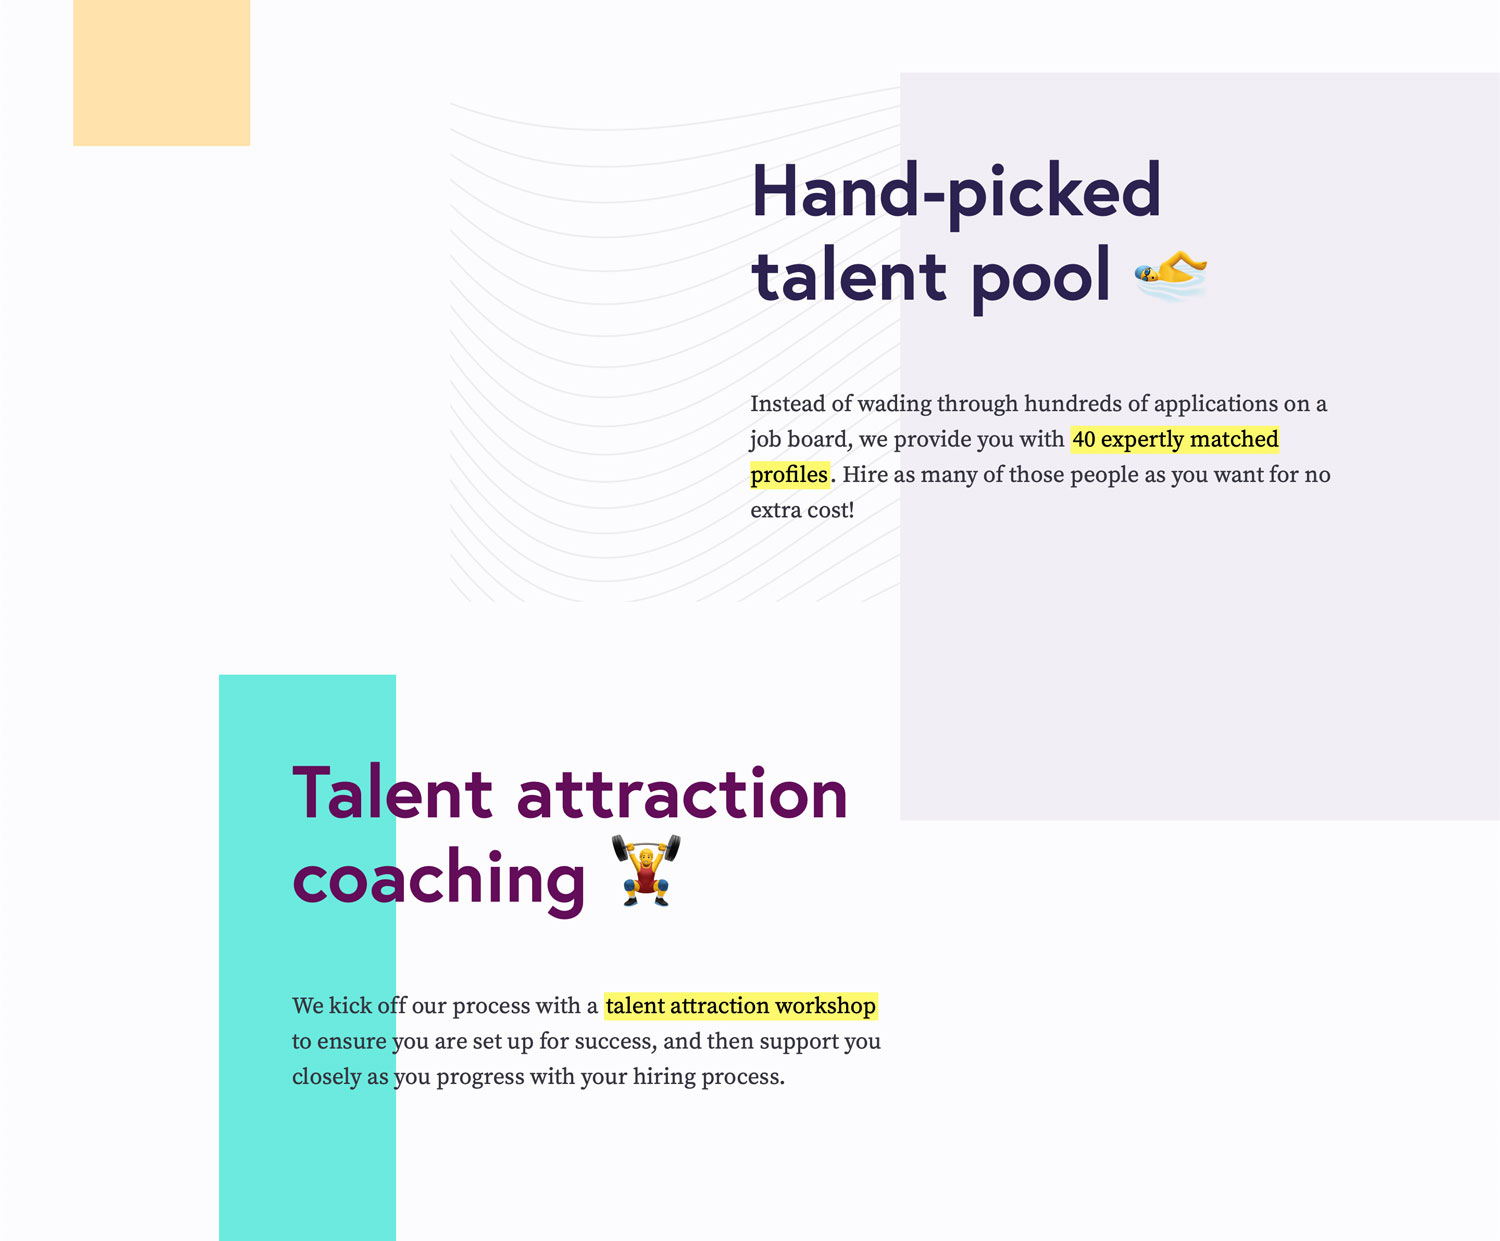 Hand-picked
talent pool
Instead of wading through hundreds of applications on a
job board, we provide you with 40 expertly matched
profiles. Hire as many of those people as you want for no
extra cost!
Talent attraction
coaching
We kick off our process with a talent attraction workshop
to ensure you are set up for success, and then support you
closely as you progress with your hiring process.